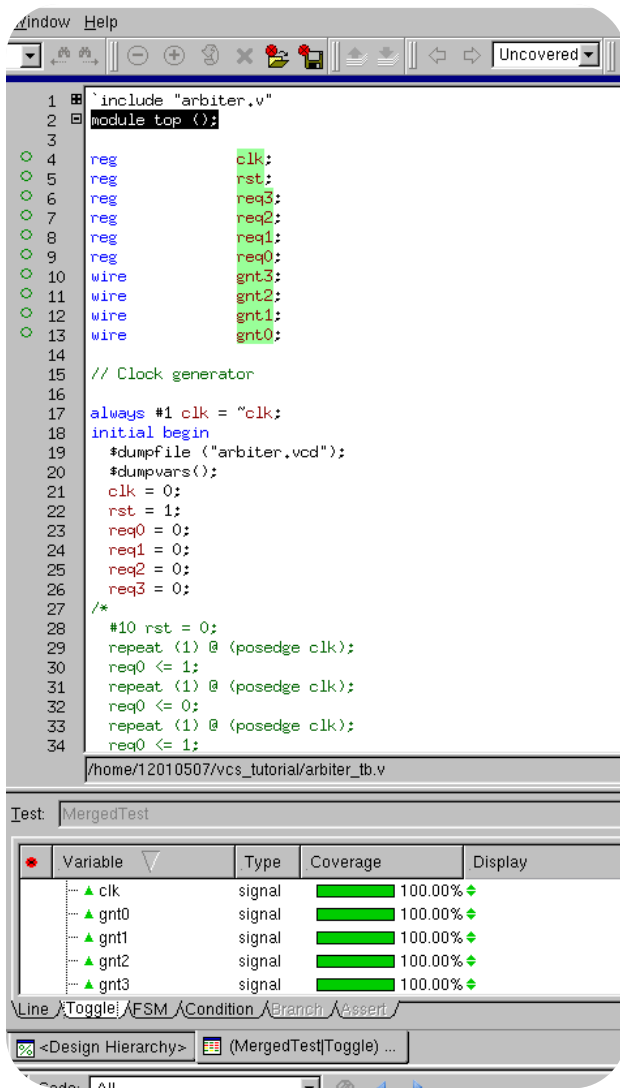 Window Help
Uncovered
1 `include "arbiter.v"
2 module top ();
3
4 reg clk;
5 reg rst;
6 reg req3;
7 reg req2;
8 reg req1;
9 reg req0;
10 wire gnt3;
11 wire gnt2;
12 wire gnt1;
13 wire gnt0;
14
15 // Clock generator
16
17 always #1 clk = ~clk;
18 initial begin
19 $dumpfile ("arbiter.vcd");
20 $dumpvars();
21 clk = 0;
22 rst = 1;
23 req0 = 0;
24 req1 = 0;
25 req2 = 0;
26 req3 = 0;
27 /*
28 #10 rst = 0;
29 repeat (1) @ (posedge clk);
30 req0 <= 1;
31 repeat (1) @ (posedge clk);
32 req0 <= 0;
33 repeat (1) @ (posedge clk);
34 req0 <= 1;
/home/12010507/vcs_tutorial/arbiter_tb.v
Test: MergedTest
Variable Type Coverage Display
clk signal 100.00%
gnt0 signal 100.00%
gnt1 signal 100.00%
gnt2 signal 100.00%
gnt3 signal 100.00%
Line Toggle FSM Condition Branch Assert
<Design Hierarchy> (MergedTest|Toggle) ...
Code: All